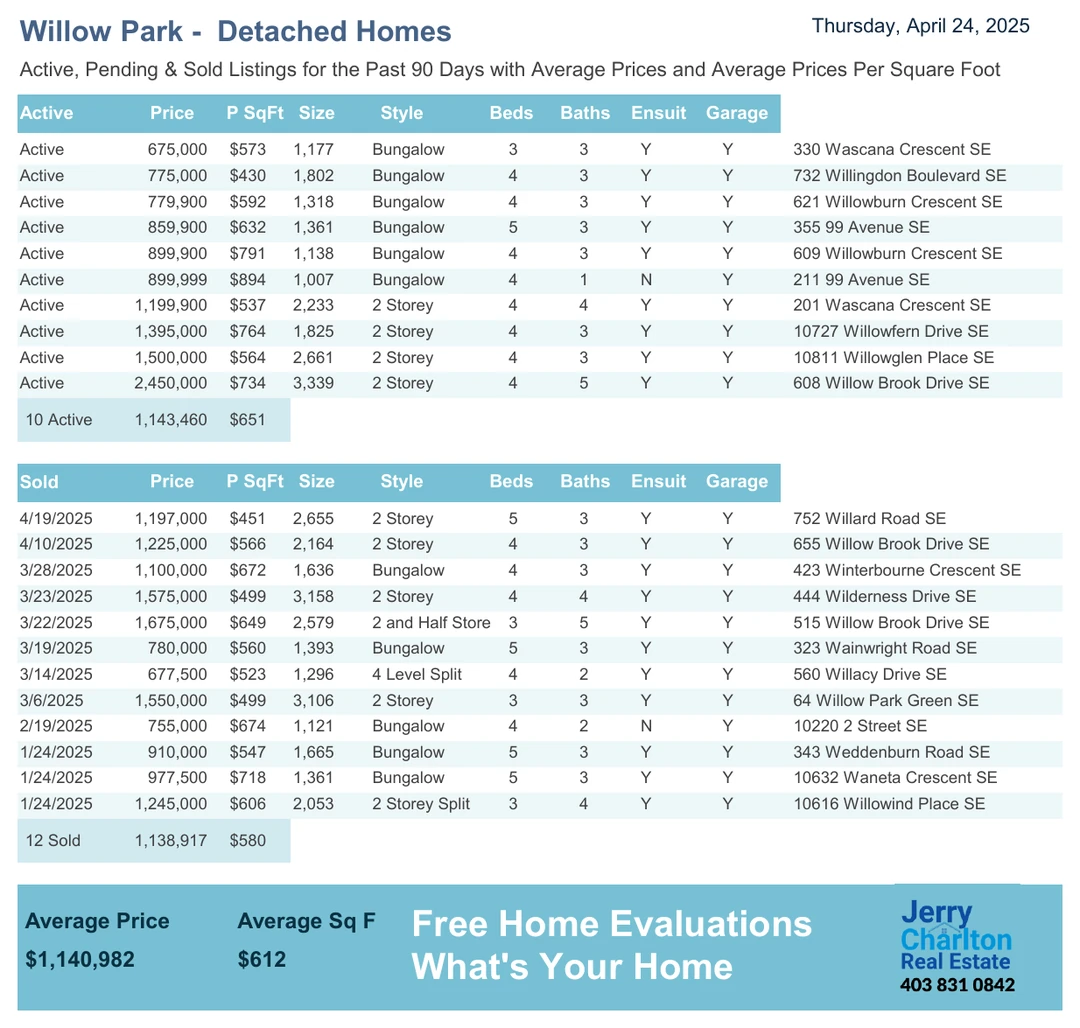 Willow Park - Detached Homes
Thursday, April 24, 2025
Active, Pending & Sold Listings for the Past 90 Days with Average Prices and Average Prices Per Square Foot
Active Price P SqFt Size Style Beds Baths Ensuit Garage
Active 675,000 $573 1,177 Bungalow 3 3 Y Y 330 Wascana Crescent SE
Active 775,000 $430 1,802 Bungalow 4 3 Y Y 732 Willingdon Boulevard SE
Active 779,900 $592 1,318 Bungalow 4 3 Y Y 621 Willowburn Crescent SE
Active 859,900 $632 1,361 Bungalow 5 3 Y Y 355 99 Avenue SE
Active 899,900 $791 1,138 Bungalow 4 3 Y Y 609 Willowburn Crescent SE
Active 899,999 $894 1,007 Bungalow 4 1 N Y 211 99 Avenue SE
Active 1,199,900 $537 2,233 2 Storey 4 4 Y Y 201 Wascana Crescent SE
Active 1,395,000 $764 1,825 2 Storey 4 3 Y Y 10727 Willowfern Drive SE
Active 1,500,000 $564 2,661 2 Storey 4 3 Y Y 10811 Willowglen Place SE
Active 2,450,000 $734 3,339 2 Storey 4 5 Y Y 608 Willow Brook Drive SE
10 Active 1,143,460 $651
Sold Price P SqFt Size Style Beds Baths Ensuit Garage
4/19/2025 1,197,000 $451 2,655 2 Storey 5 3 Y Y 752 Willard Road SE
4/10/2025 1,225,000 $566 2,164 2 Storey 4 3 Y Y 655 Willow Brook Drive SE
3/28/2025 1,100,000 $672 1,636 Bungalow 4 3 Y Y 423 Winterbourne Crescent SE
3/23/2025 1,575,000 $499 3,158 2 Storey 4 4 Y Y 444 Wilderness Drive SE
3/22/2025 1,675,000 $649 2,579 2 and Half Store 3 5 Y Y 515 Willow Brook Drive SE
3/19/2025 780,000 $560 1,393 Bungalow 5 3 Y Y 323 Wainwright Road SE
3/14/2025 677,500 $523 1,296 4 Level Split 4 2 Y Y 560 Willacy Drive SE
3/6/2025 1,550,000 $499 3,106 2 Storey 3 3 Y Y 64 Willow Park Green SE
2/19/2025 755,000 $674 1,121 Bungalow 4 2 N Y 10220 2 Street SE
1/24/2025 910,000 $547 1,665 Bungalow 5 3 Y Y 343 Weddenburn Road SE
1/24/2025 977,500 $718 1,361 Bungalow 5 3 Y Y 10632 Waneta Crescent SE
1/24/2025 1,245,000 $606 2,053 2 Storey Split 3 4 Y Y 10616 Willowind Place SE
12 Sold 1,138,917 $580
Average Price Average Sq F
$1,140,982 $612
Free Home Evaluations
What's Your Home
Jerry
Charlton
Real Estate
403 831 0842